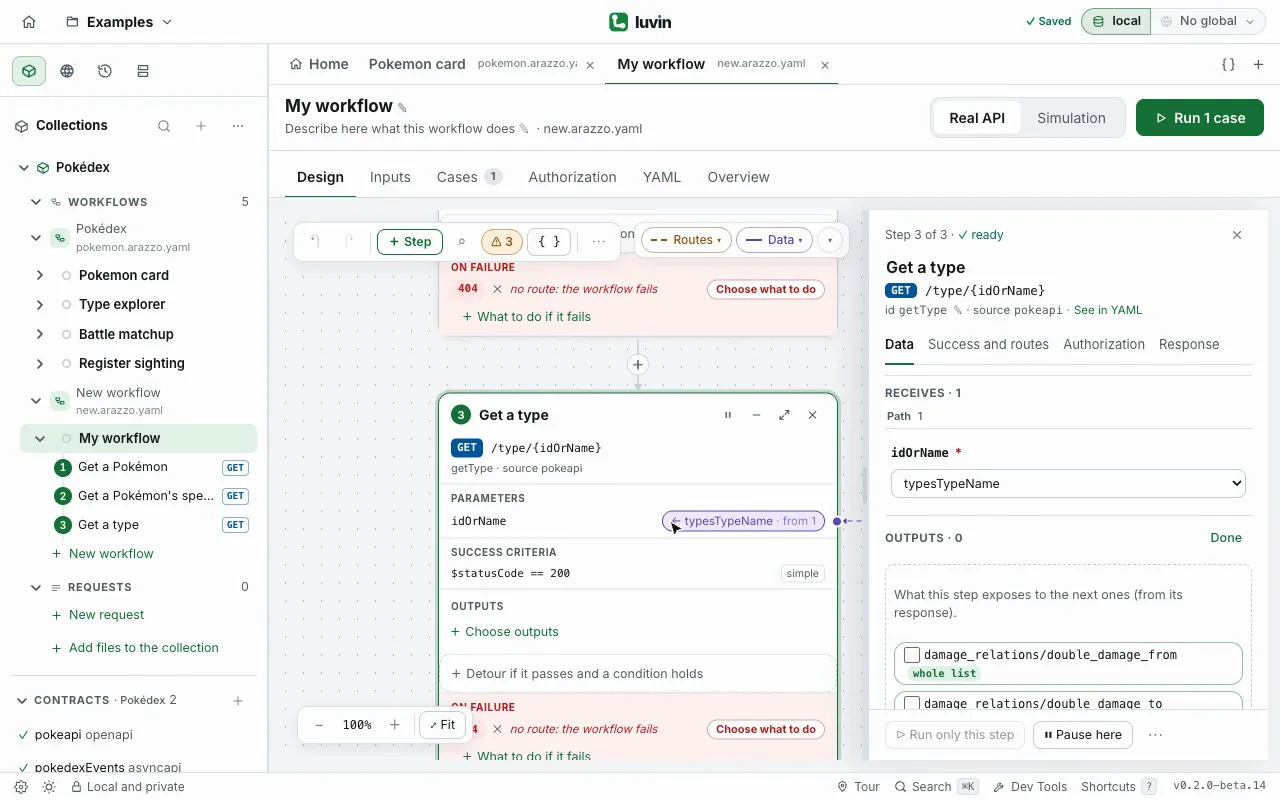 Examples
luvin
Saved
local
No global
Home
Pokemon card
pokemon.arazzo.ya
My workflow
new.arazzo.yaml
{ }
Collections
My workflow
Describe here what this workflow does
· new.arazzo.yaml
Real API
Simulation
Run 1 case
Design
Inputs
Cases 1
Authorization
YAML
Overview
Pokédex
WORKFLOWS 5
Pokédex
pokemon.arazzo.yaml
Pokemon card
Type explorer
Battle matchup
Register sighting
New workflow
new.arazzo.yaml
My workflow
1 Get a Pokémon GET
2 Get a Pokémon's spe... GET
3 Get a type GET
+ New workflow
REQUESTS 0
+ New request
+ Add files to the collection
CONTRACTS · Pokédex 2
pokeapi openapi
pokedexEvents asyncapi
+ Step
3
{ }
...
on
Routes
Data
ON FAILURE
404 × no route: the workflow fails
Choose what to do
+ What to do if it fails
3 Get a type
GET /type/{idOrName}
getType · source pokeapi
PARAMETERS
idOrName
← typesTypeName · from 1
SUCCESS CRITERIA
$statusCode == 200
simple
OUTPUTS
+ Choose outputs
+ Detour if it passes and a condition holds
ON FAILURE
4 × no route: the workflow fails
Choose what to do
+ What to do if it fails
− 100% +
Fit
Step 3 of 3 · ✓ ready
Get a type
GET /type/{idOrName}
id getType · source pokeapi · See in YAML
Data
Success and routes
Authorization
Response
RECEIVES · 1
Path 1
idOrName *
typesTypeName
OUTPUTS · 0
Done
What this step exposes to the next ones (from its
response).
damage_relations/double_damage_from
whole list
damage_relations/double_damage_to
Run only this step
Pause here
...
Local and private
Tour
Search ⌘K
Dev Tools
Shortcuts ?
v0.2.0-beta.14